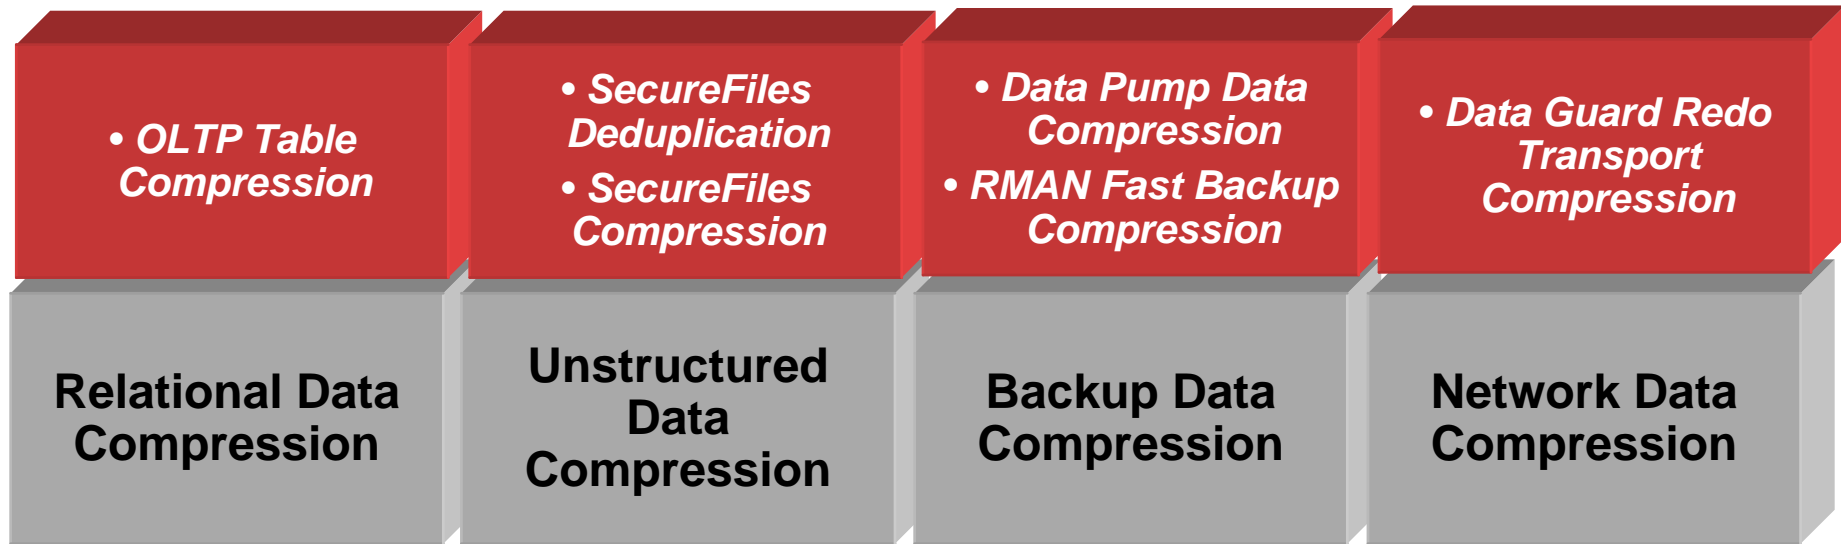 • OLTP Table
Compression
• SecureFiles
Deduplication
• SecureFiles
Compression
• Data Pump Data
Compression
• RMAN Fast Backup
Compression
• Data Guard Redo
Transport
Compression
Relational Data
Compression
Unstructured
Data
Compression
Backup Data
Compression
Network Data
Compression